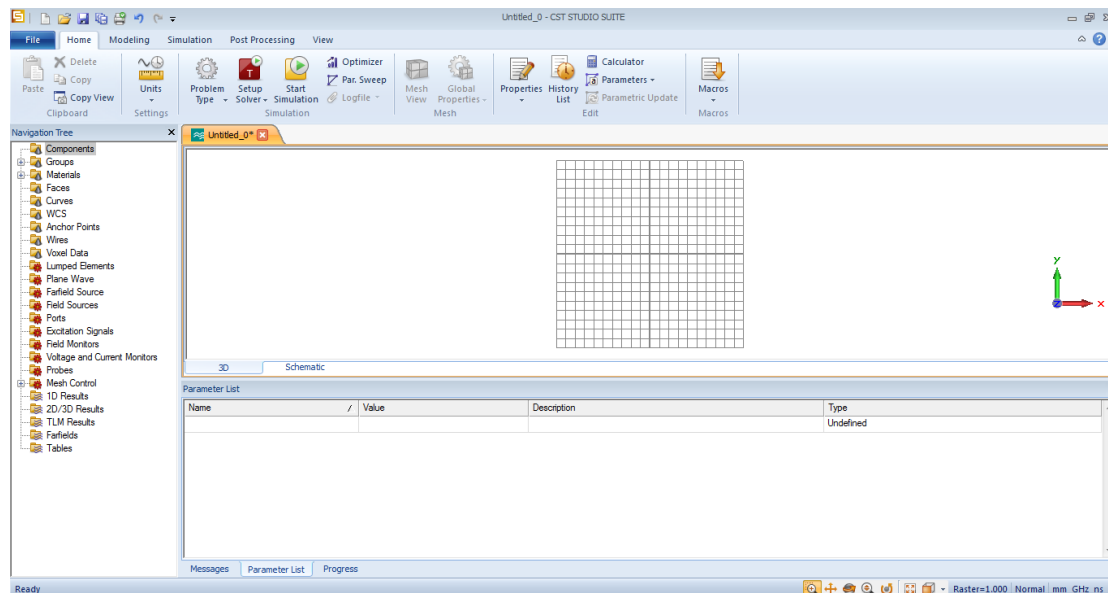 Untitled_0 - CST STUDIO SUITE
File Home Modeling Simulation Post Processing View
Paste
Delete
Copy
Copy View
Clipboard
Units
Settings
Problem Type
Setup Solver
Start Simulation
Optimizer
Par. Sweep
Logfile
Simulation
Mesh View
Global Properties
Mesh
Properties
History List
Calculator
Parameters
Parametric Update
Edit
Macros
Macros
Navigation Tree
Components
Groups
Materials
Faces
Curves
WCS
Anchor Points
Wires
Voxel Data
Lumped Elements
Plane Wave
Farfield Source
Field Sources
Ports
Excitation Signals
Field Monitors
Voltage and Current Monitors
Probes
Mesh Control
1D Results
2D/3D Results
TLM Results
Farfields
Tables
Untitled_0*
y
x
z
3D Schematic
Parameter List
Name / Value Description Type
Undefined
Messages Parameter List Progress
Ready
Raster=1.000 Normal mm GHz ns